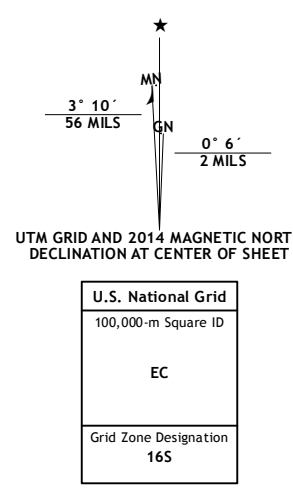 MN
3° 10´
56 MILS
GN
0° 6´
2 MILS
UTM GRID AND 2014 MAGNETIC NORT
DECLINATION AT CENTER OF SHEET
U.S. National Grid
100,000-m Square ID
EC
Grid Zone Designation
16S